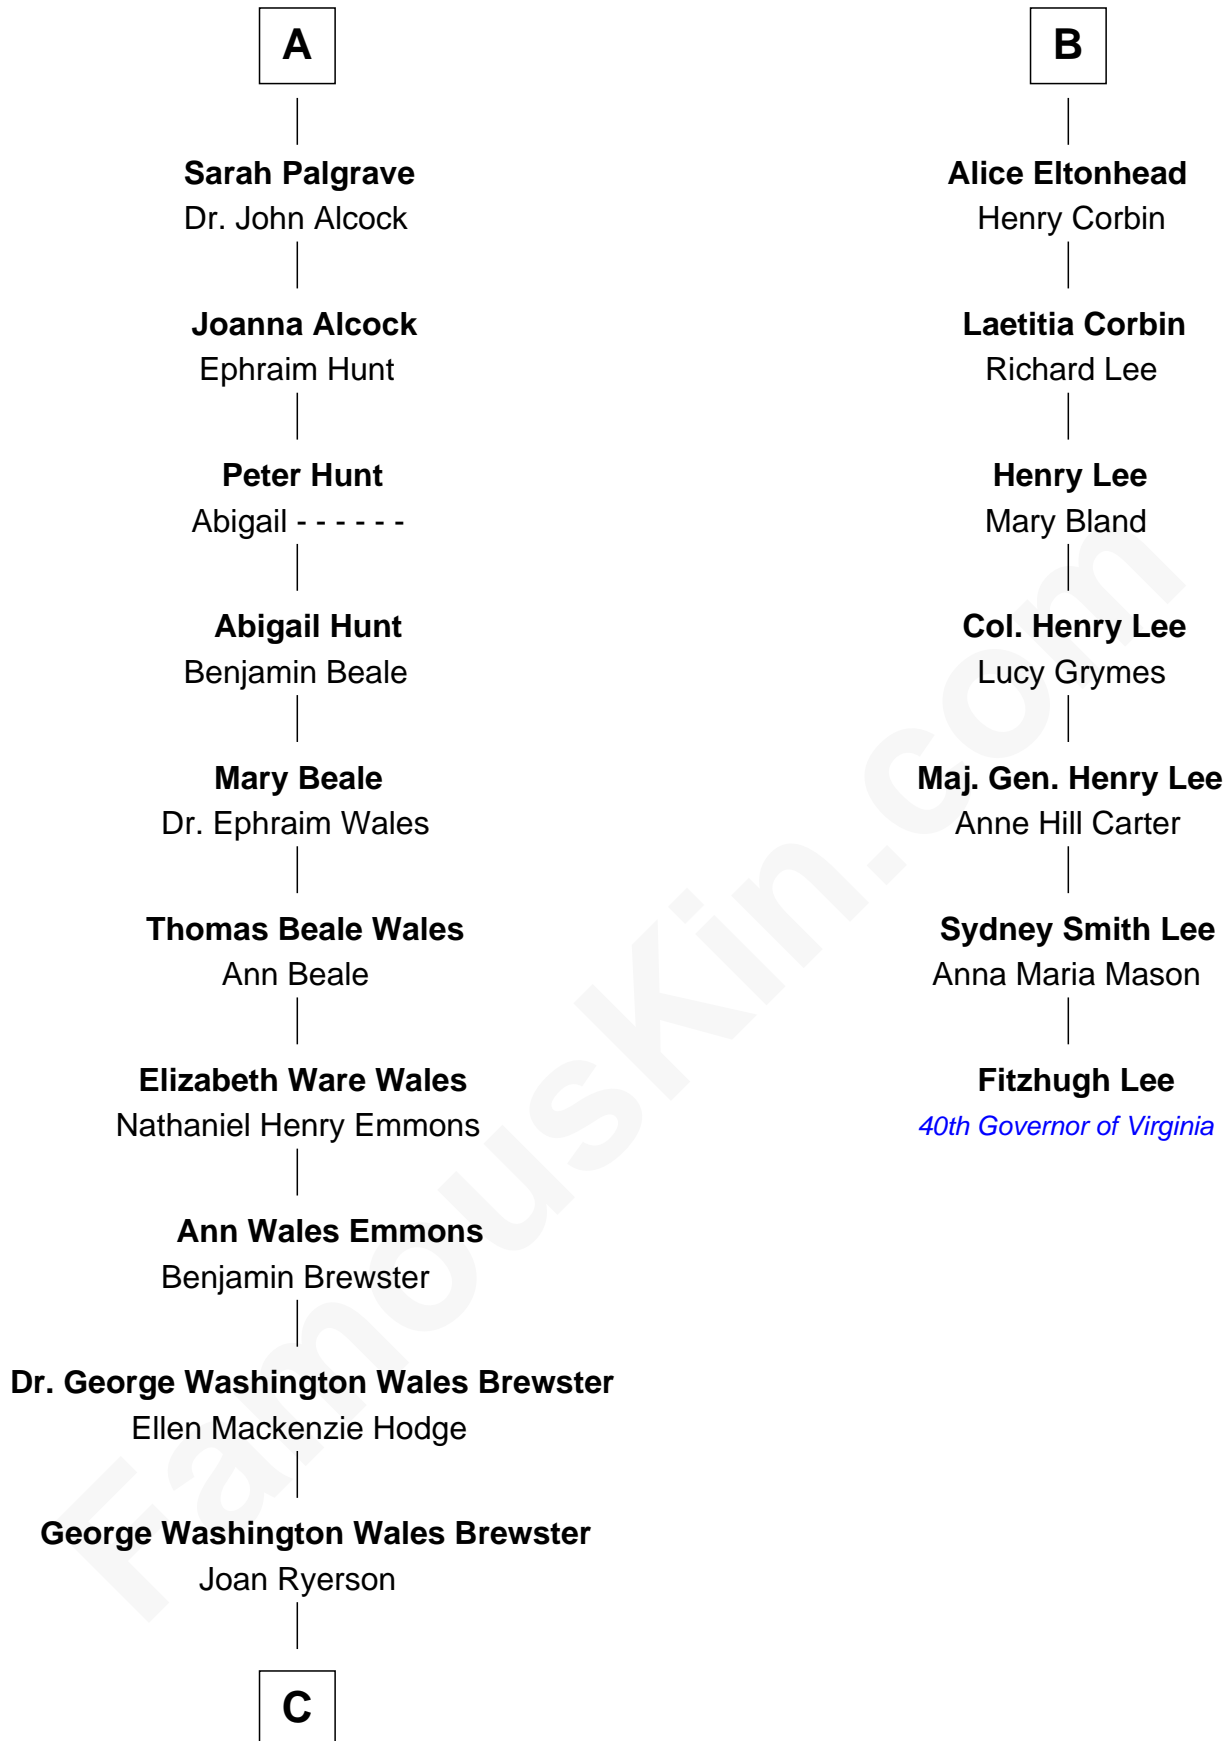 A
Sarah Palgrave
Dr. John Alcock
Joanna Alcock
Ephraim Hunt
Peter Hunt
Abigail - - - - - -
Abigail Hunt
Benjamin Beale
Mary Beale
Dr. Ephraim Wales
Thomas Beale Wales
Ann Beale
Elizabeth Ware Wales
Nathaniel Henry Emmons
Ann Wales Emmons
Benjamin Brewster
Dr. George Washington Wales Brewster
Ellen Mackenzie Hodge
George Washington Wales Brewster
Joan Ryerson
C
B
Alice Eltonhead
Henry Corbin
Laetitia Corbin
Richard Lee
Henry Lee
Mary Bland
Col. Henry Lee
Lucy Grymes
Maj. Gen. Henry Lee
Anne Hill Carter
Sydney Smith Lee
Anna Maria Mason
Fitzhugh Lee
40th Governor of Virginia
FamousKin.com